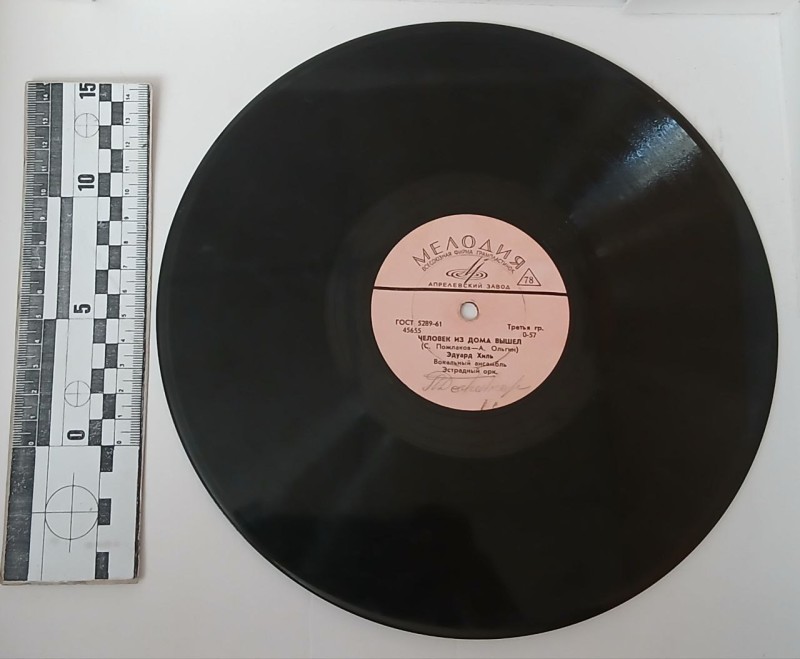 МЕЛОДИЯ
ВСЕСОЮЗНАЯ ФИРМА ГРАМПЛАСТИНОК
78
АПРЕЛЕВСКИЙ ЗАВОД
ГОСТ 5289-61
Третья гр.
45655
0-57
ЧЕЛОВЕК ИЗ ДОМА ВЫШЕЛ
(С. Пожлаков—А. Ольгин)
Эдуард Хиль
Вокальный ансамбль
Эстрадный орк.
15
10
5
0